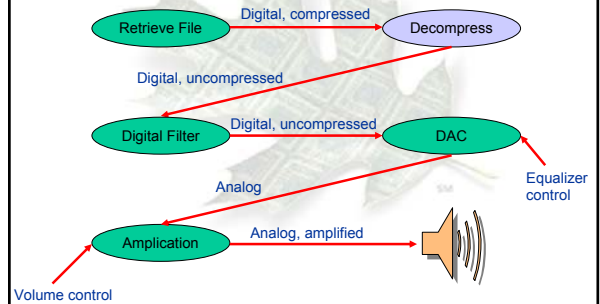 Retrieve File
Digital, compressed
Decompress
Digital, uncompressed
Digital Filter
Digital, uncompressed
DAC
Analog
SM
Equalizer
control
Amplication
Analog, amplified
Volume control